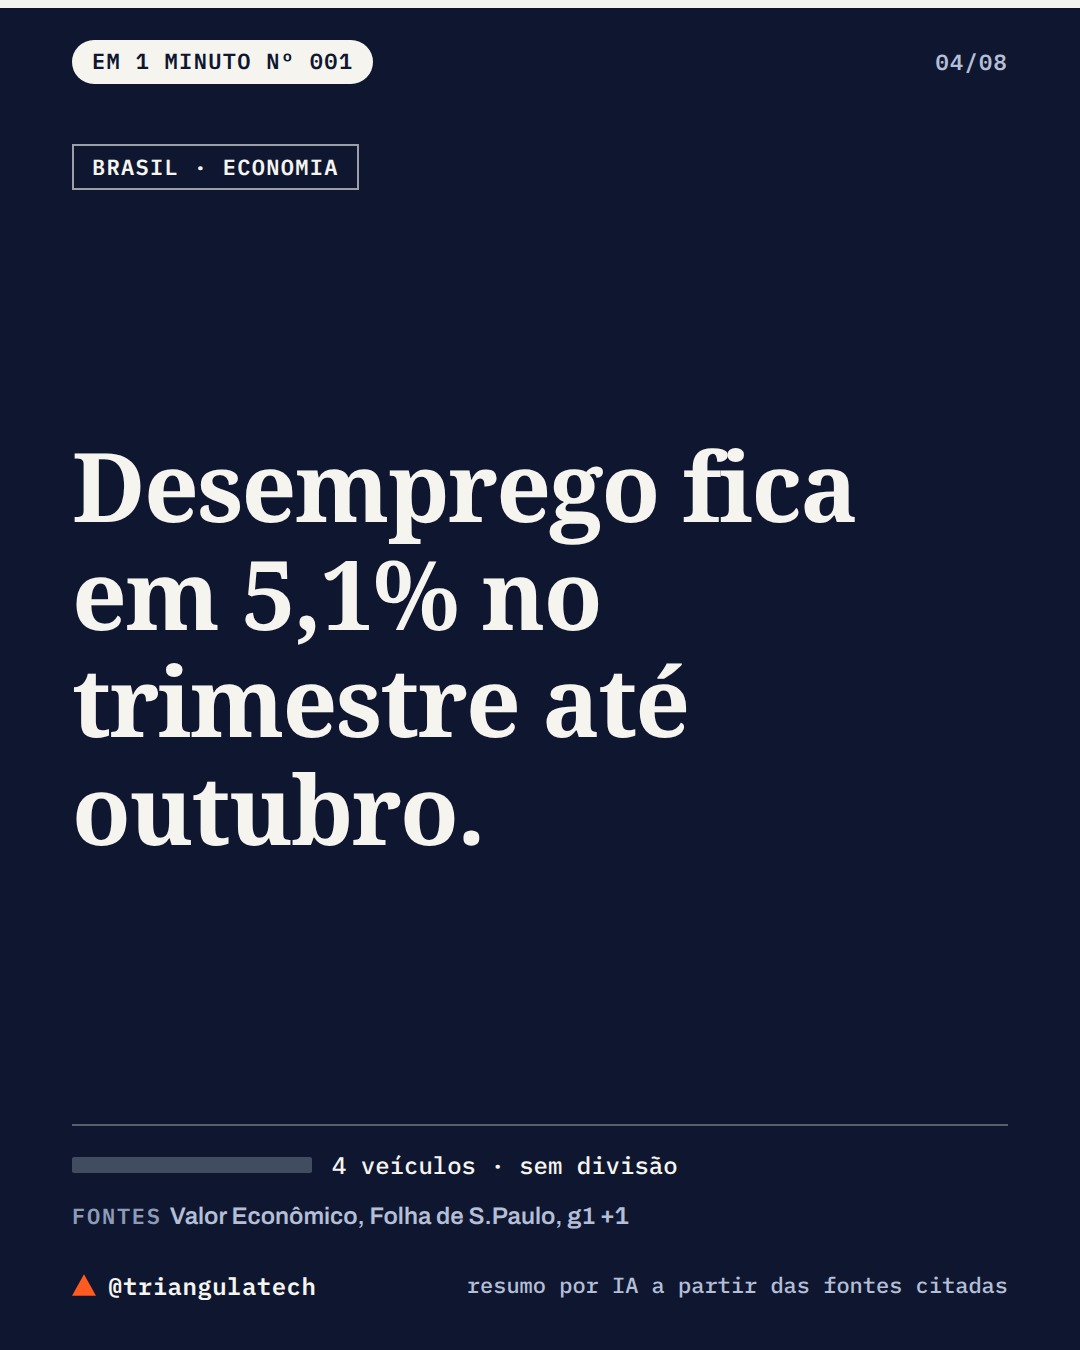 EM 1 MINUTO Nº 001
04/08
BRASIL · ECONOMIA
Desemprego fica
em 5,1% no
trimestre até
outubro.
4 veículos · sem divisão
FONTES Valor Econômico, Folha de S.Paulo, g1 +1
@triangulatech
resumo por IA a partir das fontes citadas